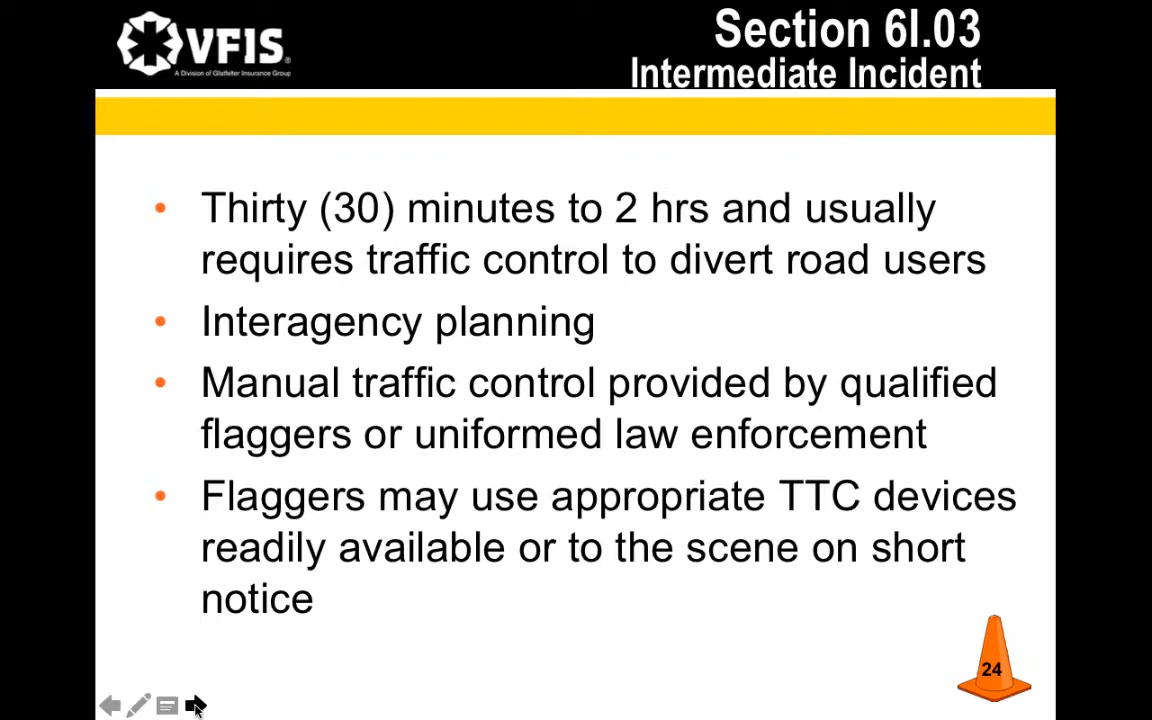 VFIS®
A Division of Glatfelter Insurance Group
Section 6I.03
Intermediate Incident
• Thirty (30) minutes to 2 hrs and usually
requires traffic control to divert road users
• Interagency planning
• Manual traffic control provided by qualified
flaggers or uniformed law enforcement
• Flaggers may use appropriate TTC devices
readily available or to the scene on short
notice
24